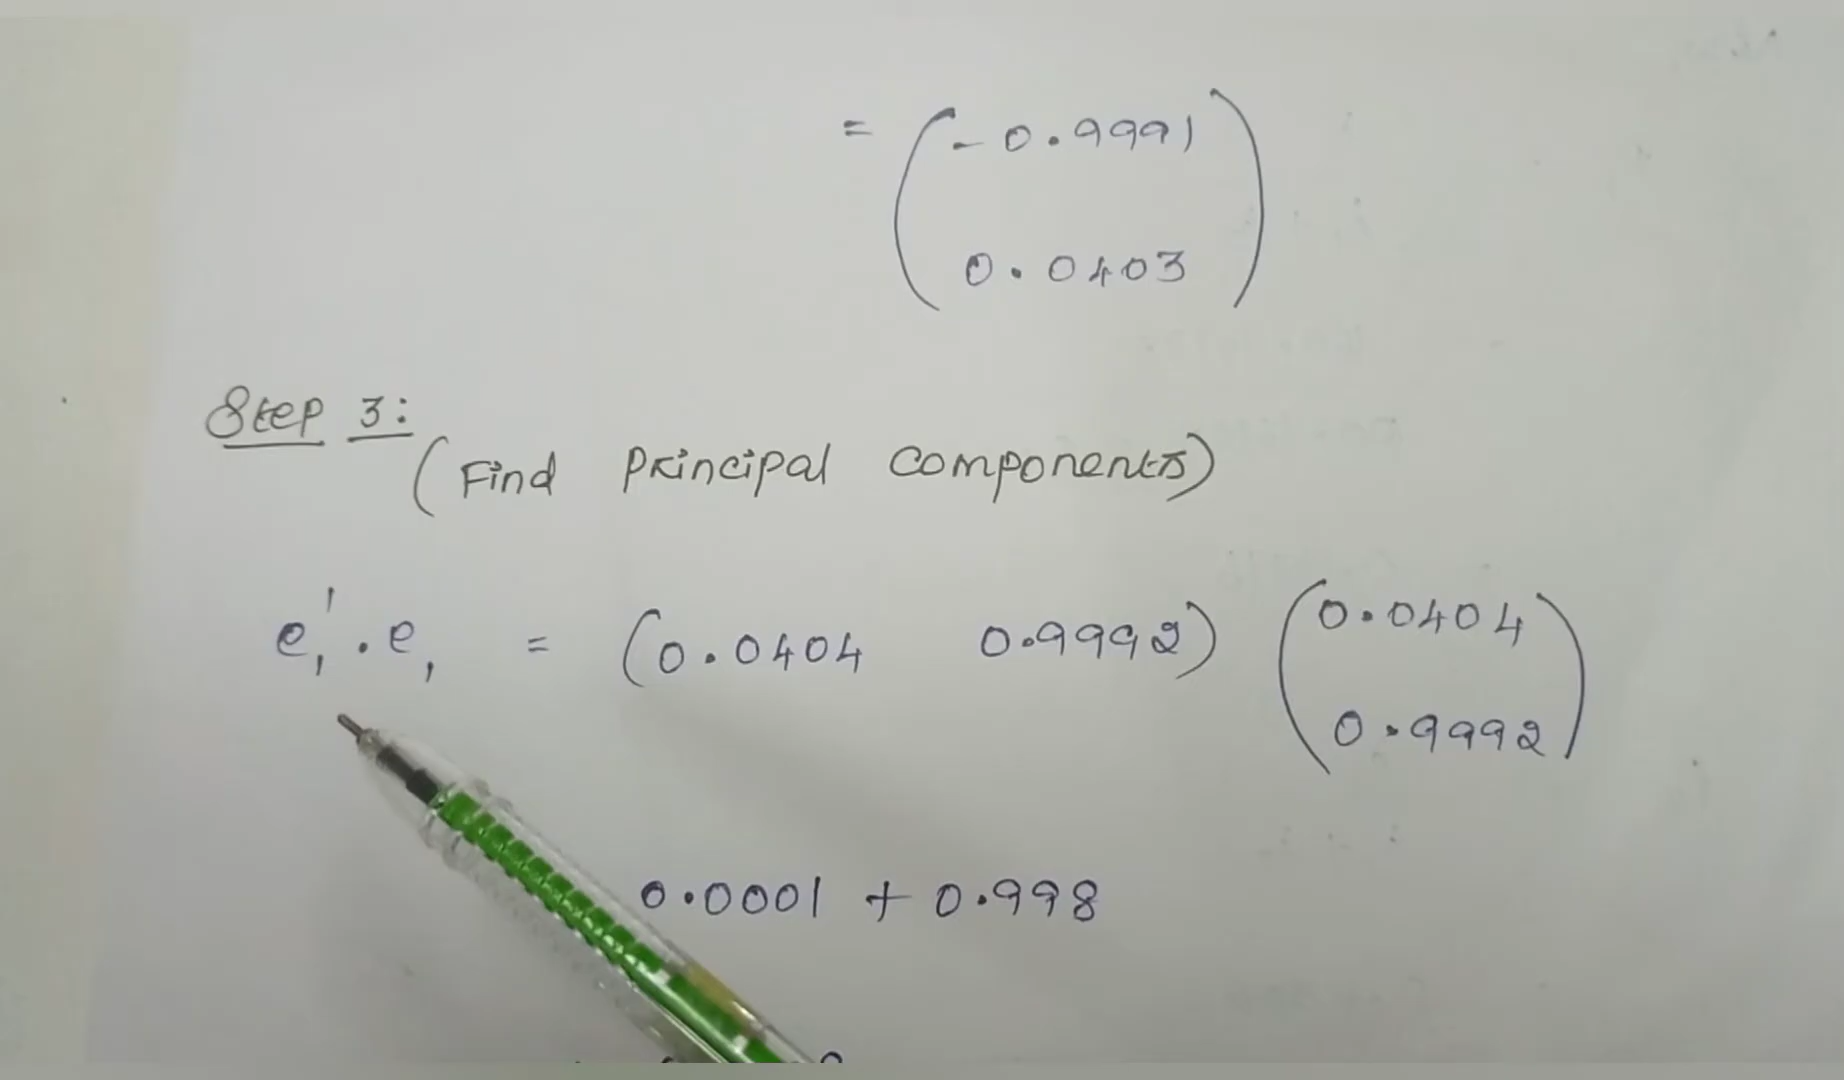 = ( -0.9991
0.0403 )
Step 3:
(Find principal components)
e₁' . e₁ = (0.0404 0.9992) ( 0.0404
0.9992 )
0.0001 + 0.998